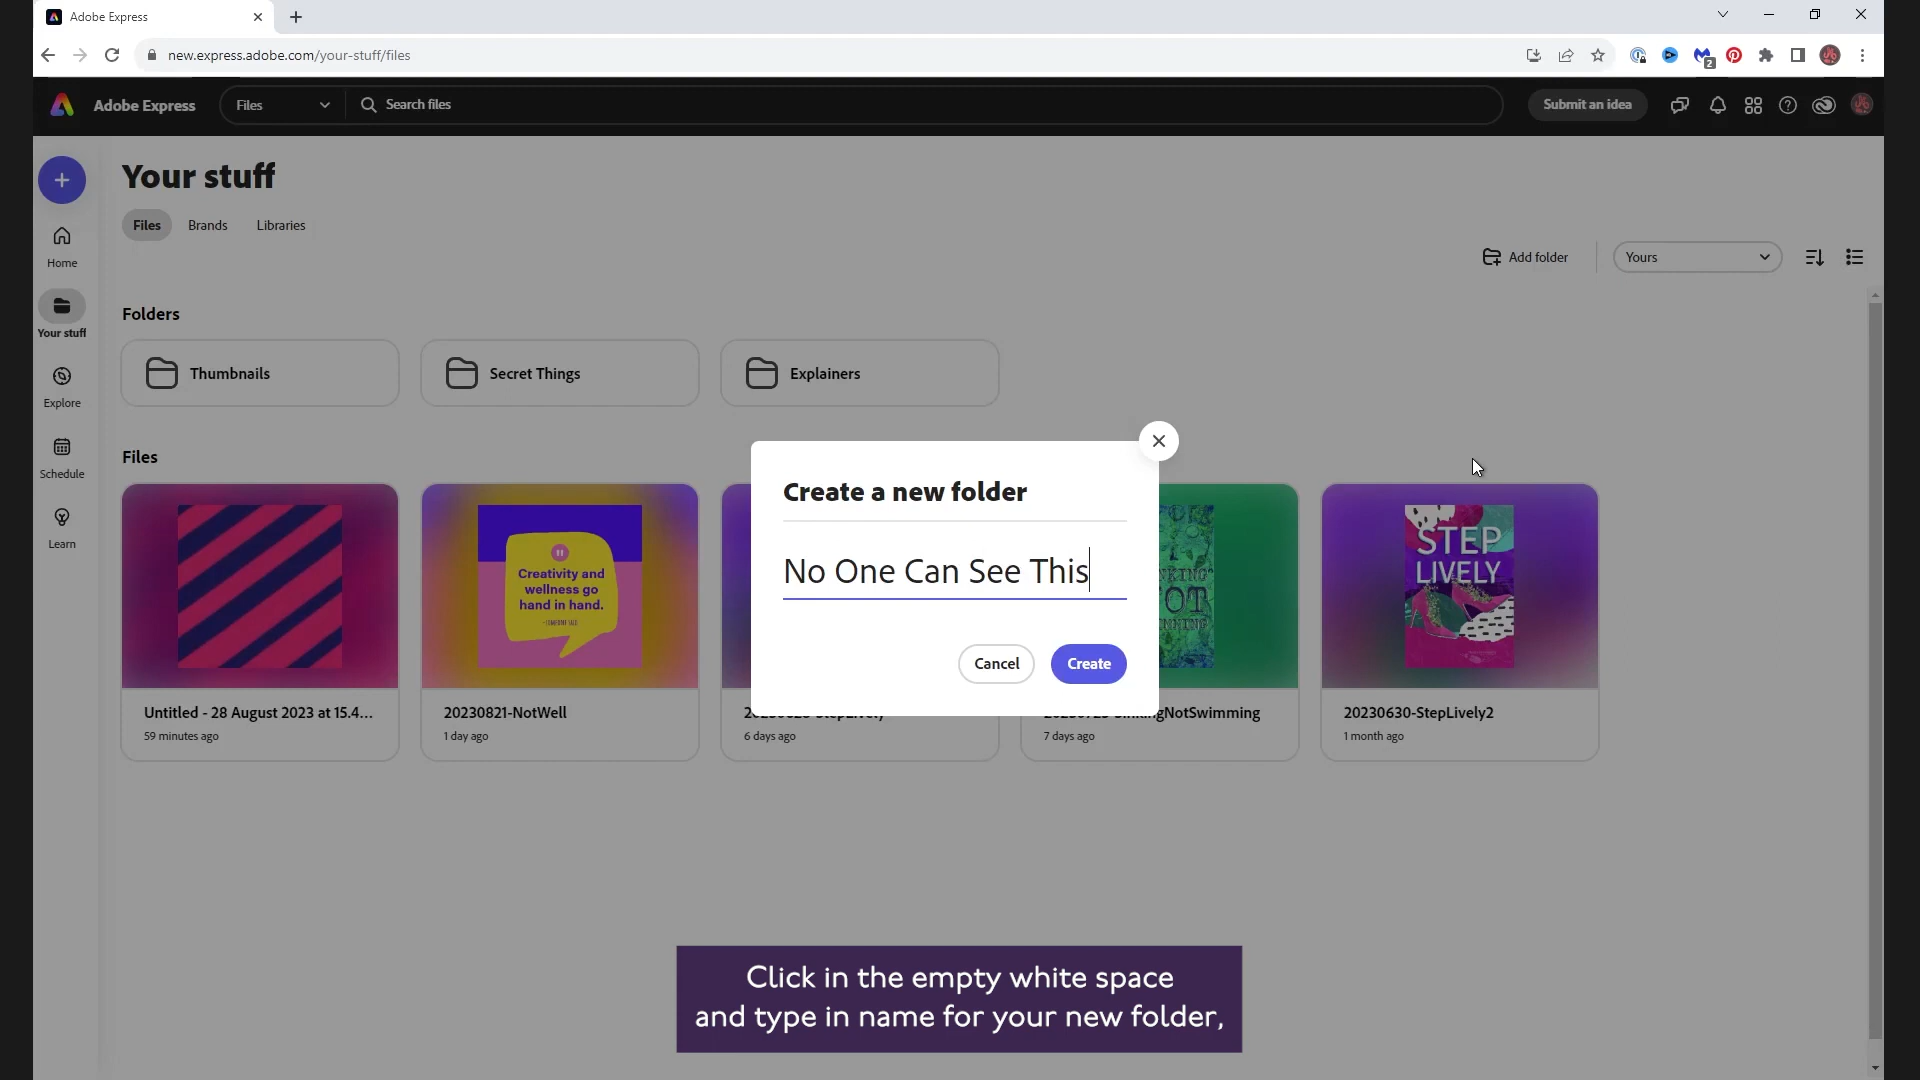 Adobe Express
new.express.adobe.com/your-stuff/files
2
Adobe Express
Files
Search files
Submit an idea
Your stuff
Files Brands Libraries
Home
Add folder
Yours
Your stuff
Folders
Thumbnails
Secret Things
Explainers
Explore
Files
Schedule
Learn
Create a new folder
No One Can See This
Cancel
Create
Creativity and
wellness go
hand in hand.
STEP
LIVELY
Untitled - 28 August 2023 at 15.4...
59 minutes ago
20230821-NotWell
1 day ago
6 days ago
7 days ago
20230630-StepLively2
1 month ago
Click in the empty white space
and type in name for your new folder,